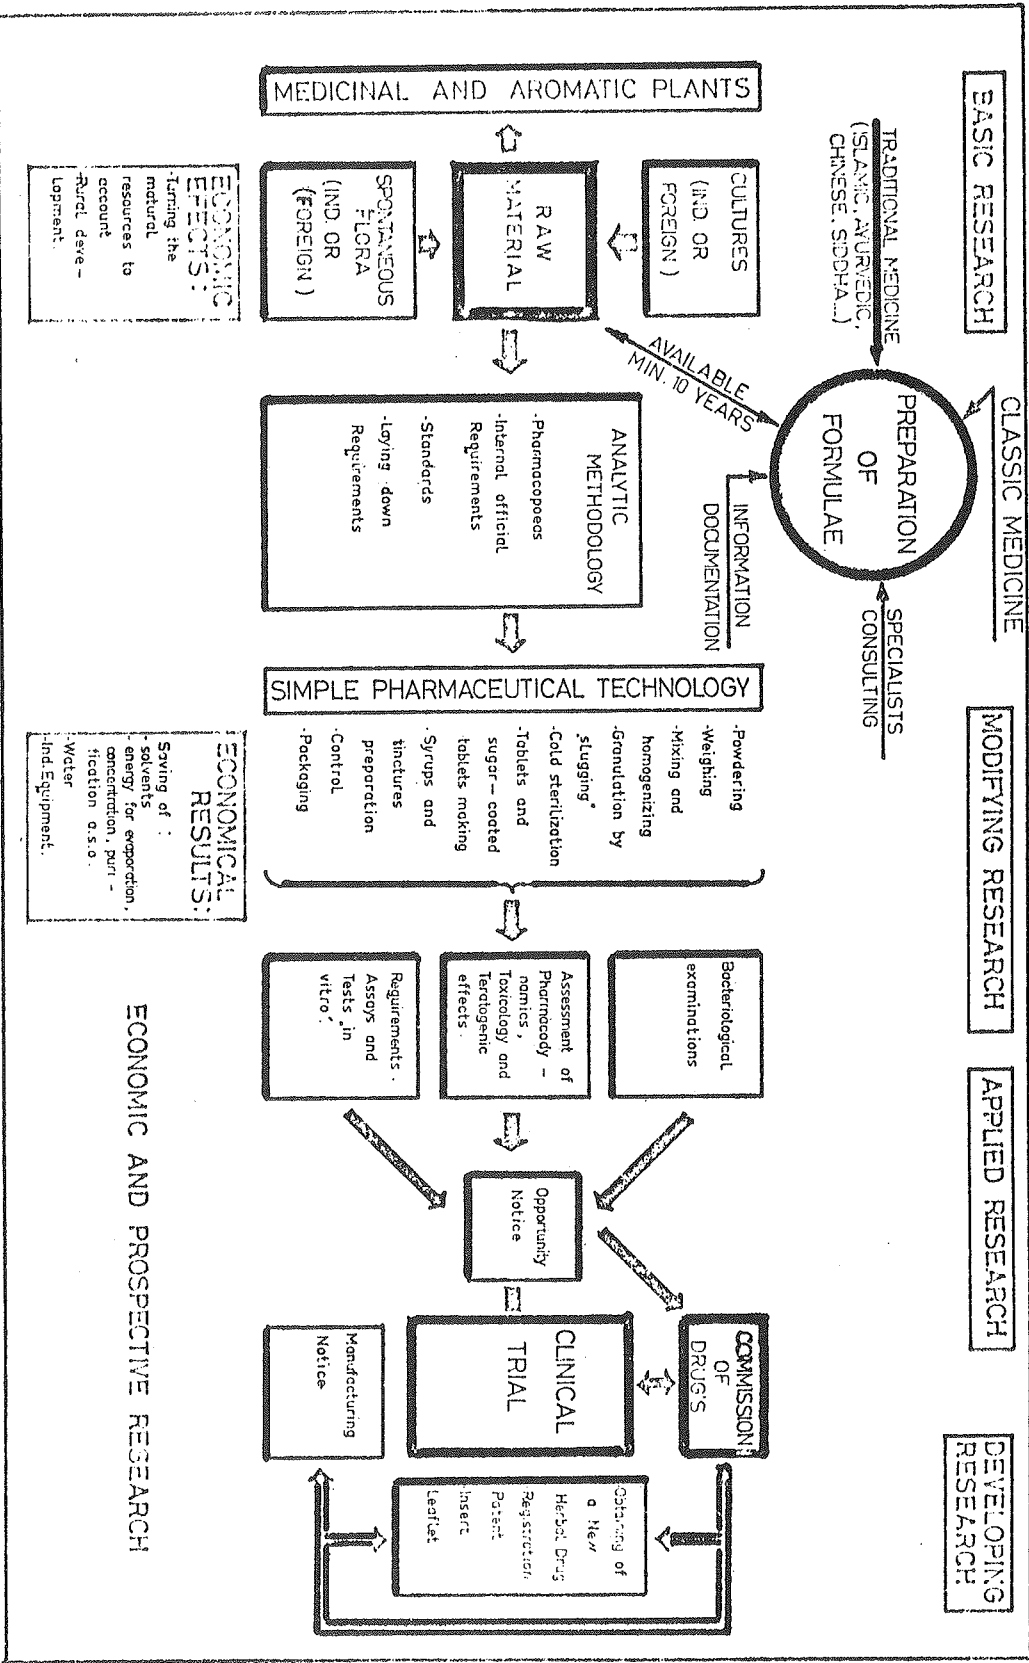 BASIC RESEARCH
MODIFYING RESEARCH
APPLIED RESEARCH
DEVELOPING
RESEARCH
CLASSIC MEDICINE
TRADITIONAL MEDICINE
(ISLAMIC, AYURVEDIC,
CHINESE, SIDDHA...)
PREPARATION
OF
FORMULAE
SPECIALISTS
CONSULTING
AVAILABLE
MIN. 10 YEARS
INFORMATION
DOCUMENTATION
MEDICINAL AND AROMATIC PLANTS
CULTURES
(IND. OR
FOREIGN)
RAW
MATERIAL
SPONTANEOUS
FLORA
(IND. OR
(FOREIGN)
ECONOMIC
EFFECTS:
-Turning the
matural
resources to
account
-Rural deve-
lopment.
ANALYTIC
METHODOLOGY
-Pharmacopoeas
-Internal official
Requirements
-Standards
-Laying down
Requirements
SIMPLE PHARMACEUTICAL TECHNOLOGY
-Powdering
-Weighing
-Mixing and
homogenizing
-Granulation by
„slugging"
-Cold sterilization
-Tablets and
sugar-coated
tablets making
-Syrups and
tinctures
preparation
-Control
-Packaging
ECONOMICAL
RESULTS:
Saving of :
- solvents
- energy for evaporation,
concentration, puri-
fication a.s.o.
-Water
-Ind. Equipment.
Bacteriological
examinations
Assessment of
Pharmacody-
namics,
Toxicology and
Teratogenic
effects.
Requirements.
Assays and
Tests „in
vitro".
Opportunity
Notice
COMMISSION
OF
DRUG'S
CLINICAL
TRIAL
Manufacturing
Notice
Obtaining of
a New
Herbal Drug
Registration
Patent
Insert
Leaflet
ECONOMIC AND PROSPECTIVE RESEARCH